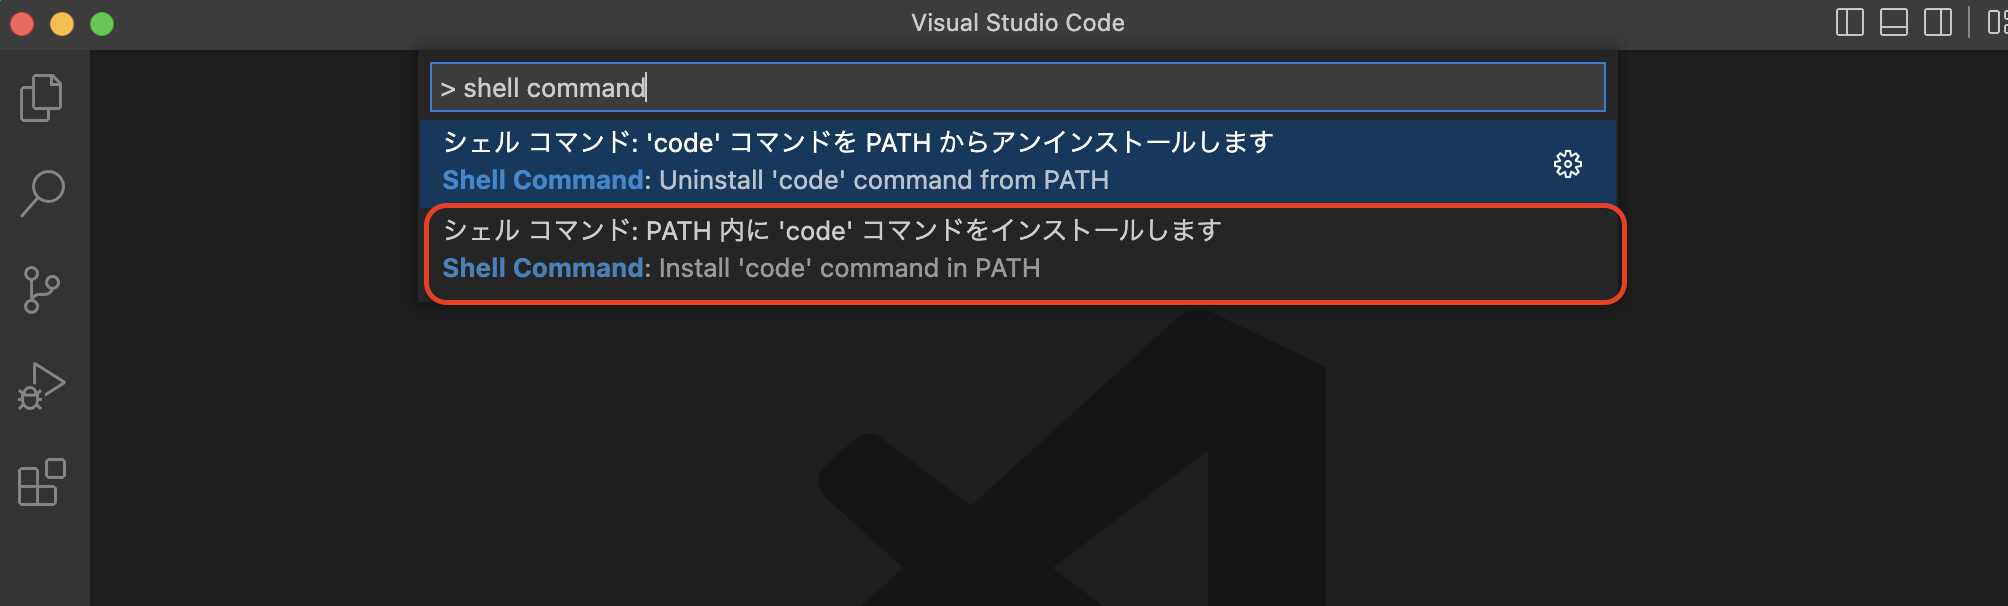 Visual Studio Code
> shell command
シェル コマンド: 'code' コマンドを PATH からアンインストールします
Shell Command: Uninstall 'code' command from PATH
シェル コマンド: PATH 内に 'code' コマンドをインストールします
Shell Command: Install 'code' command in PATH